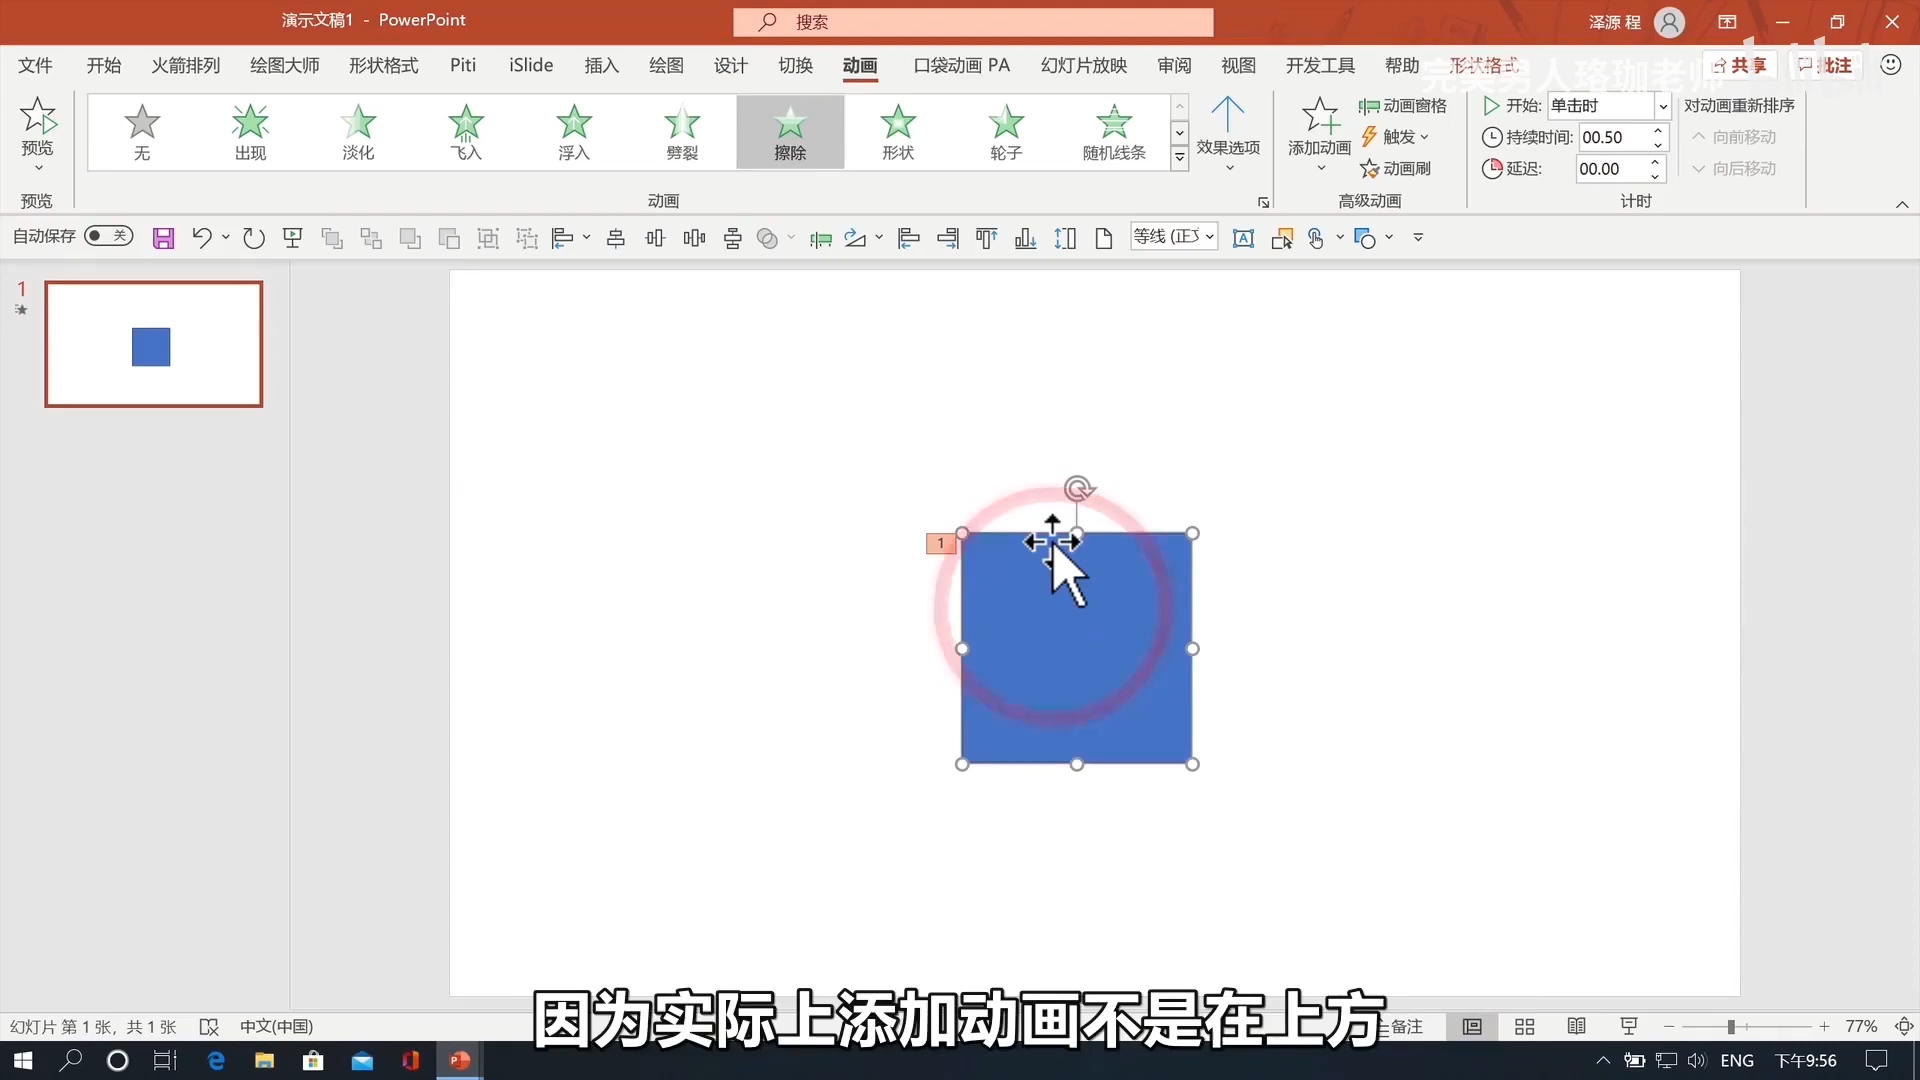 演示文稿1 - PowerPoint
搜索
泽源 程
文件 开始 火箭排列 绘图大师 形状格式 Piti iSlide 插入 绘图 设计 切换 动画 口袋动画 PA 幻灯片放映 审阅 视图 开发工具 帮助 形状格式 共享 批注
完美男人珞珈老师
bilibili
预览
无 出现 淡化 飞入 浮入 劈裂 擦除 形状 轮子 随机线条
效果选项
添加动画
动画窗格
触发
动画刷
开始: 单击时
持续时间: 00.50
延迟: 00.00
对动画重新排序
向前移动
向后移动
预览 动画 高级动画 计时
自动保存 关
等线 (正文
A
1
1
因为实际上添加动画不是在上方
幻灯片 第 1 张，共 1 张 中文(中国)
备注
77%
ENG 下午9:56